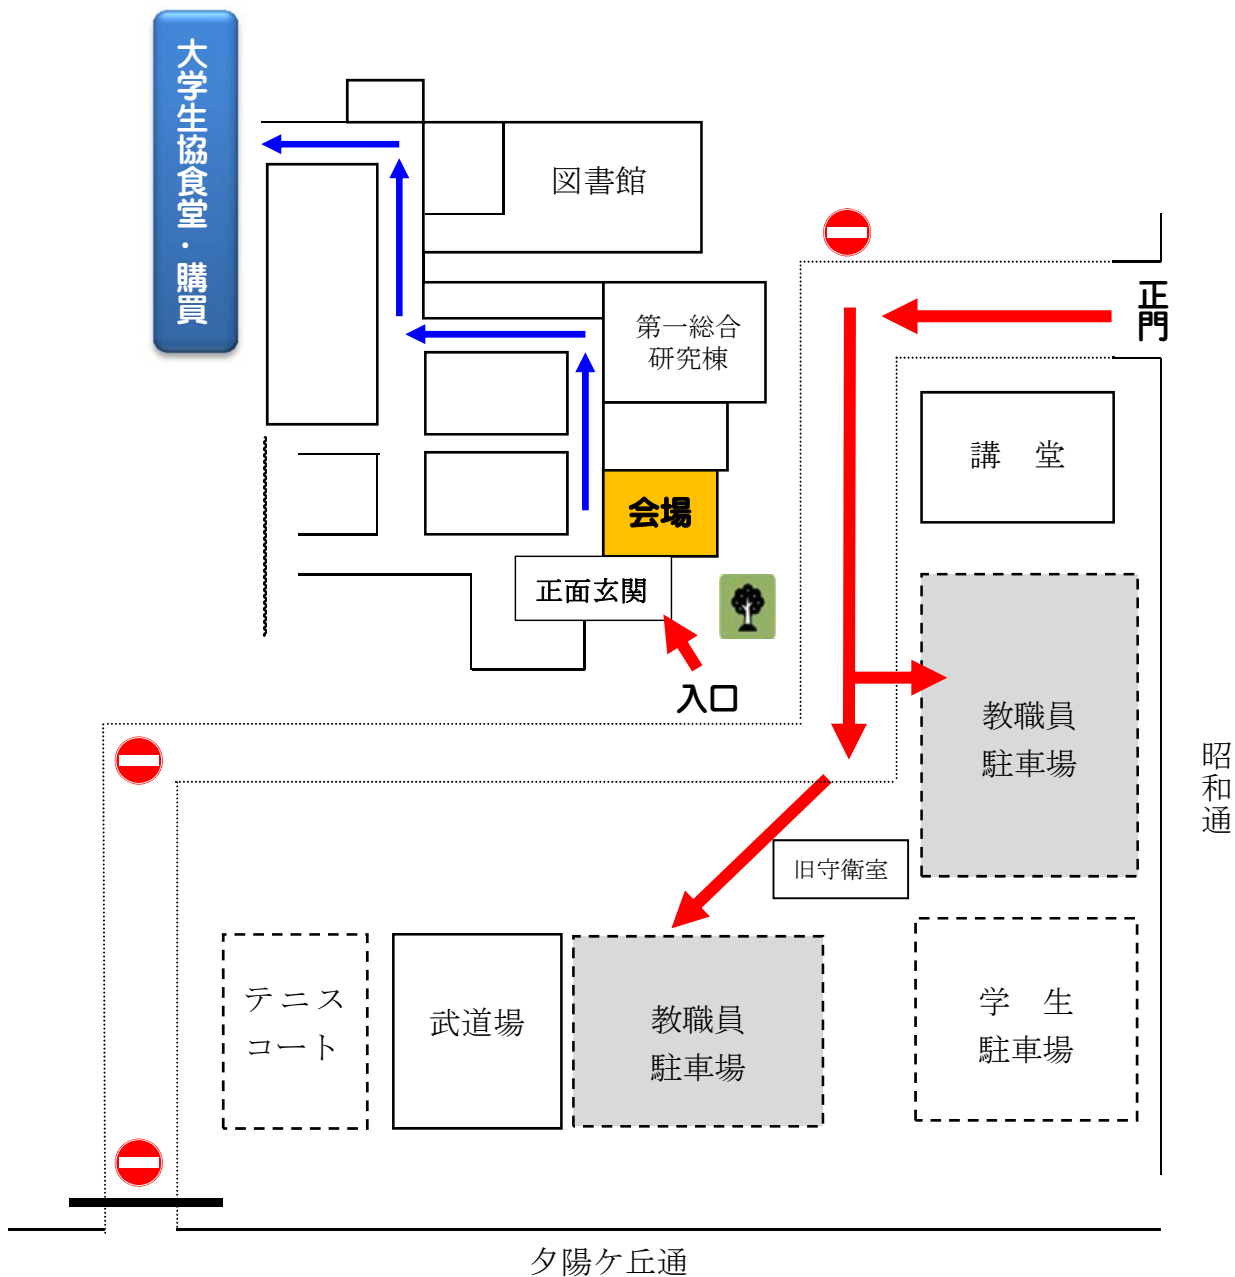 大学生協食堂・購買
図書館
正門
第一総合
研究棟
講　堂
会場
正面玄関
入口
教職員
駐車場
昭和通
旧守衛室
テニス
コート
武道場
教職員
駐車場
学　生
駐車場
夕陽ケ丘通